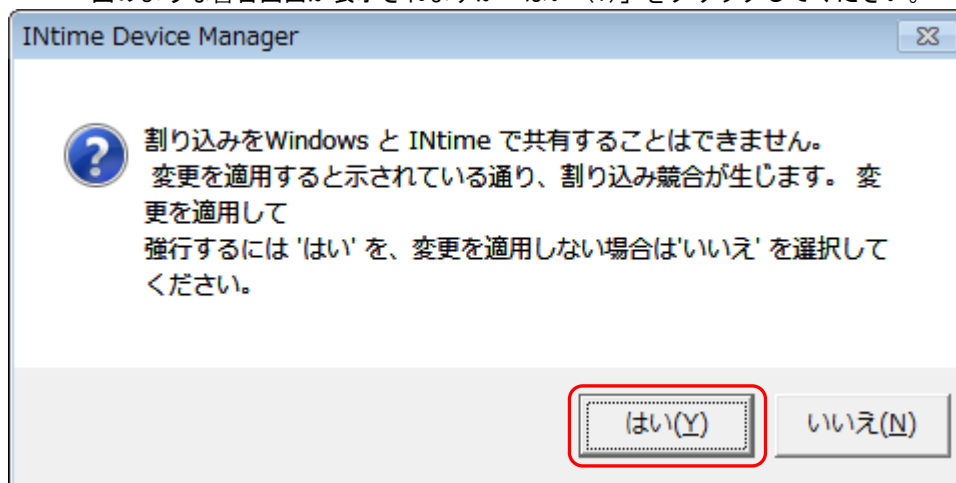 INtime Device Manager
割り込みをWindows と INtime で共有することはできません。
変更を適用すると示されている通り、割り込み競合が生じます。 変
更を適用して
強行するには 'はい' を、変更を適用しない場合は'いいえ' を選択して
ください。
はい(Y)
いいえ(N)